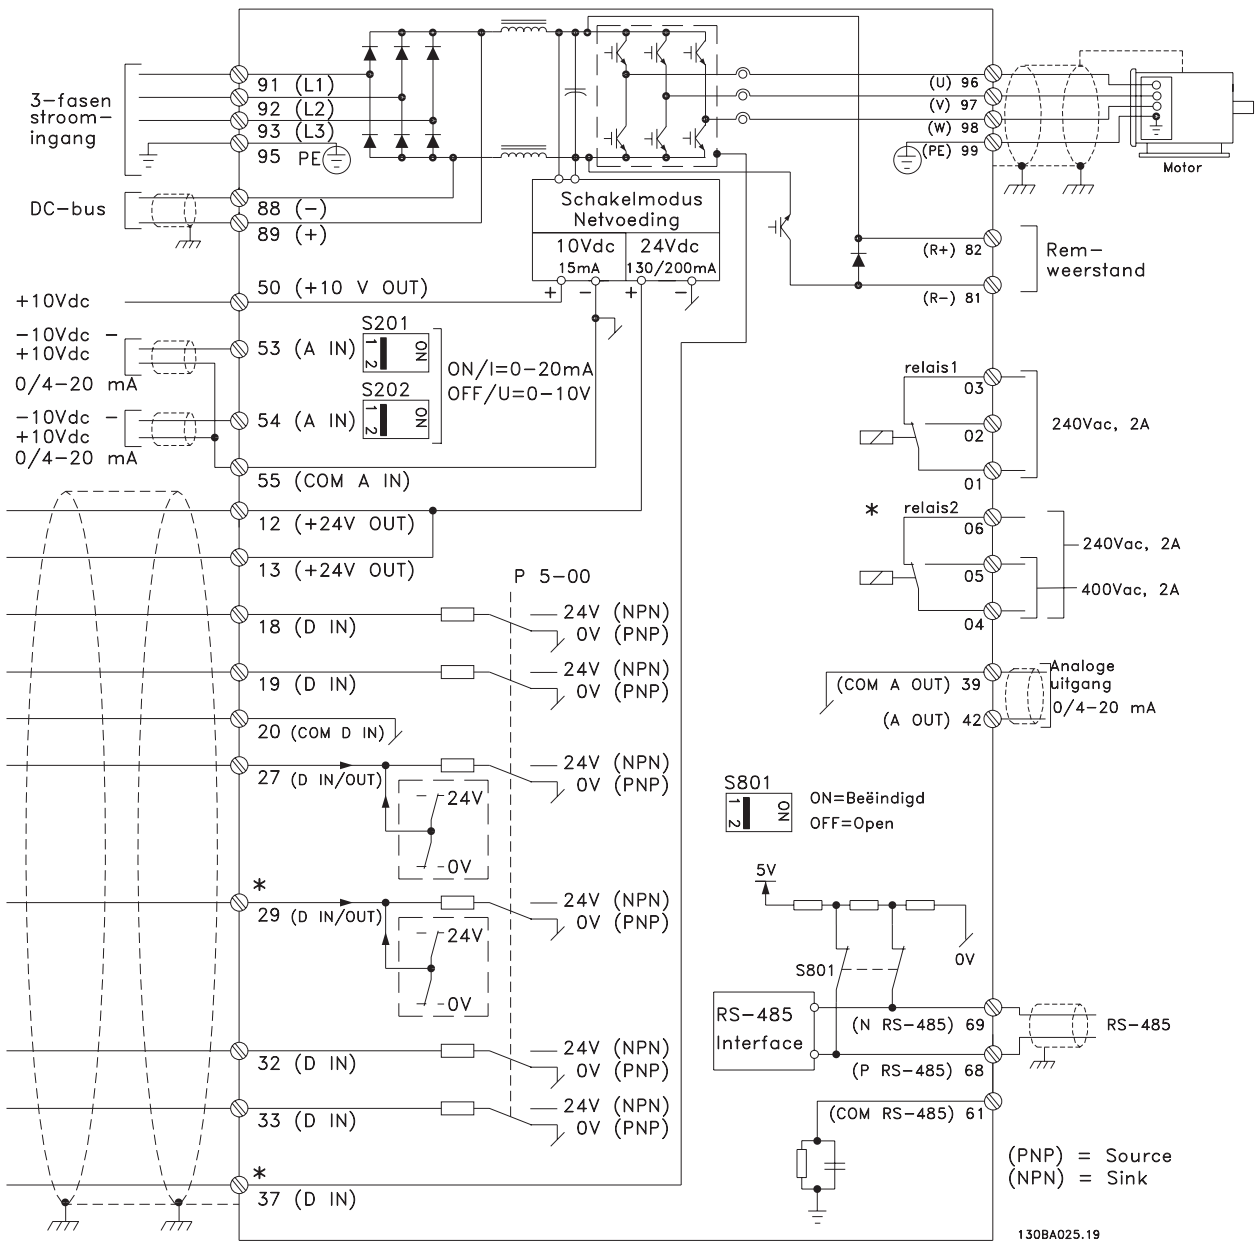 3-fasen
stroom-
ingang
91 (L1)
92 (L2)
93 (L3)
95 PE
DC-bus
88 (-)
89 (+)
+10Vdc
50 (+10 V OUT)
-10Vdc -
+10Vdc
0/4-20 mA
53 (A IN)
S201
1 2
ON
-10Vdc -
+10Vdc
0/4-20 mA
54 (A IN)
S202
1 2
ON
ON/I=0-20mA
OFF/U=0-10V
55 (COM A IN)
12 (+24V OUT)
13 (+24V OUT)
P 5-00
18 (D IN)
24V (NPN)
0V (PNP)
19 (D IN)
24V (NPN)
0V (PNP)
20 (COM D IN)
27 (D IN/OUT)
24V (NPN)
0V (PNP)
24V
0V
*
29 (D IN/OUT)
24V (NPN)
0V (PNP)
24V
0V
32 (D IN)
24V (NPN)
0V (PNP)
33 (D IN)
24V (NPN)
0V (PNP)
*
37 (D IN)
Schakelmodus
Netvoeding
10Vdc
15mA
24Vdc
130/200mA
+ - + -
(U) 96
(V) 97
(W) 98
(PE) 99
Motor
(R+) 82
(R-) 81
Rem-
weerstand
relais1
03
02
01
240Vac, 2A
* relais2
06
05
04
240Vac, 2A
400Vac, 2A
(COM A OUT) 39
(A OUT) 42
Analoge
uitgang
0/4-20 mA
S801
1 2
ON
ON=Beëindigd
OFF=Open
5V
S801
0V
RS-485
Interface
(N RS-485) 69
(P RS-485) 68
RS-485
(COM RS-485) 61
(PNP) = Source
(NPN) = Sink
130BA025.19